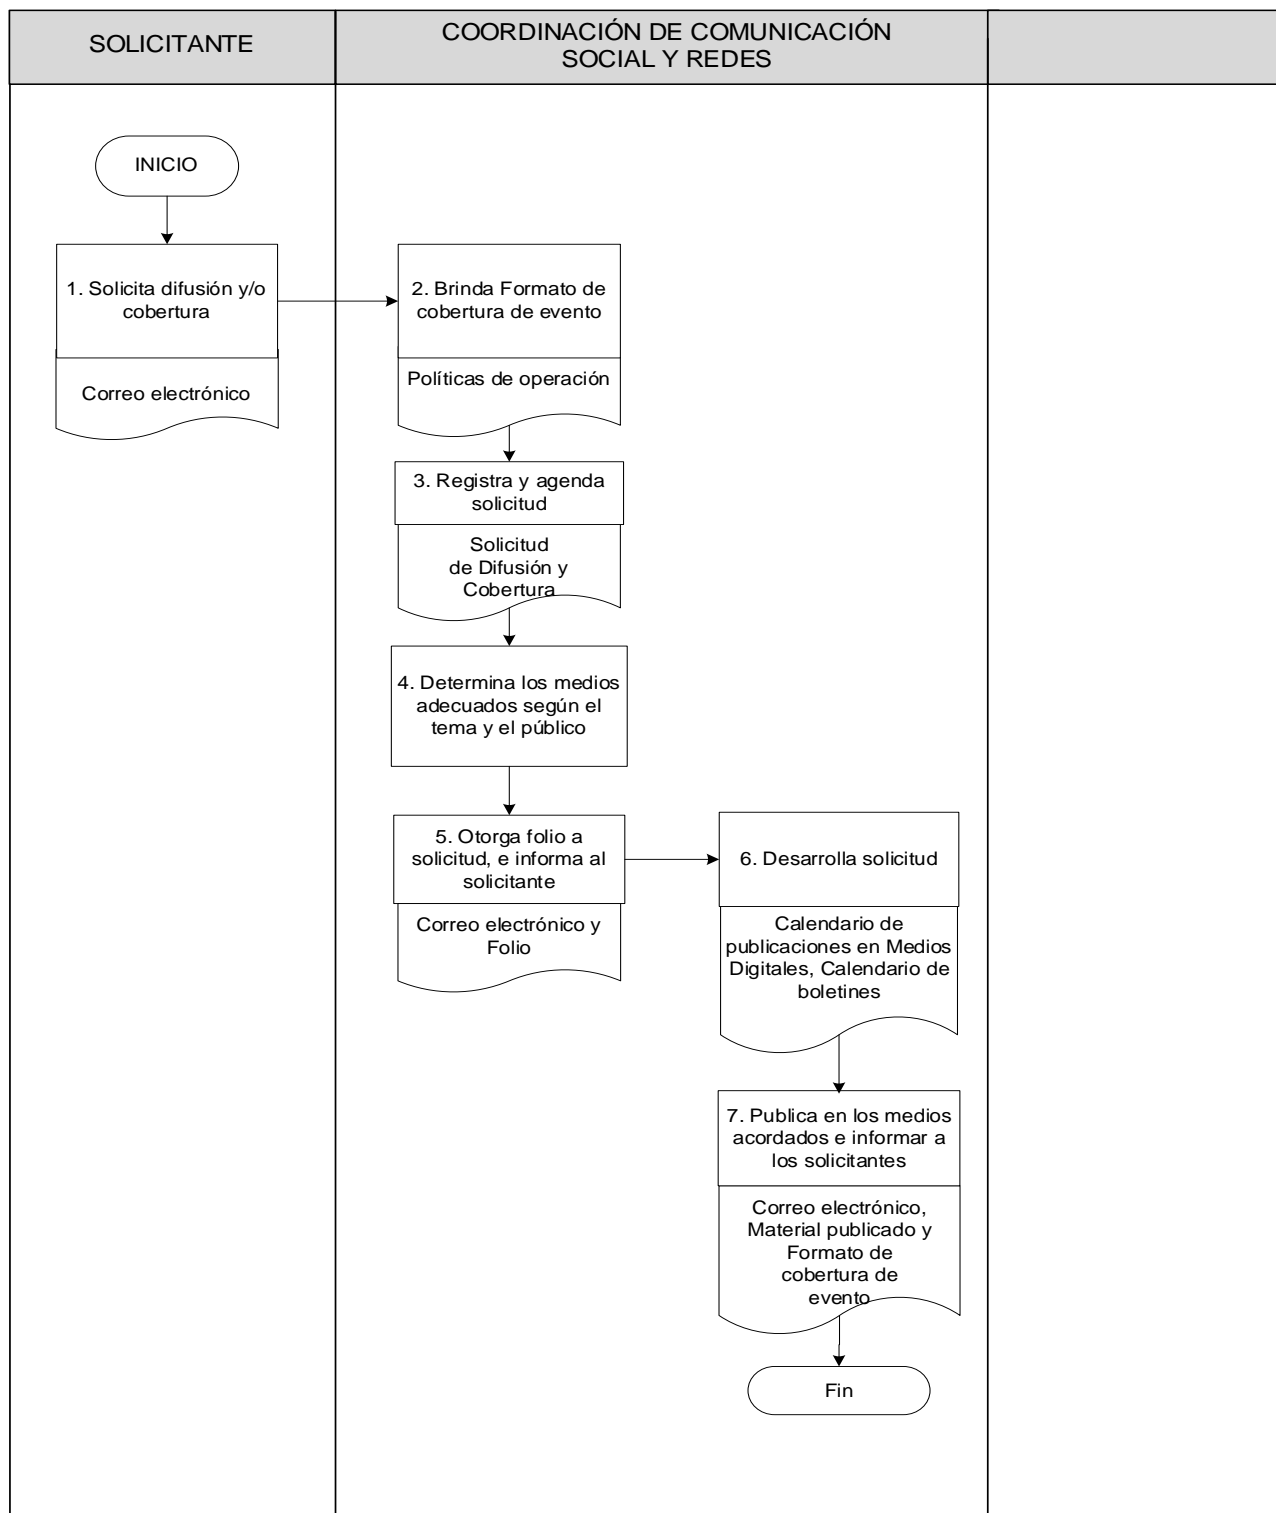 SOLICITANTE
COORDINACIÓN DE COMUNICACIÓN
SOCIAL Y REDES
INICIO
1. Solicita difusión y/o
cobertura
Correo electrónico
2. Brinda Formato de
cobertura de evento
Políticas de operación
3. Registra y agenda
solicitud
Solicitud
de Difusión y
Cobertura
4. Determina los medios
adecuados según el
tema y el público
5. Otorga folio a
solicitud, e informa al
solicitante
Correo electrónico y
Folio
6. Desarrolla solicitud
Calendario de
publicaciones en Medios
Digitales, Calendario de
boletines
7. Publica en los medios
acordados e informar a
los solicitantes
Correo electrónico,
Material publicado y
Formato de
cobertura de
evento
Fin